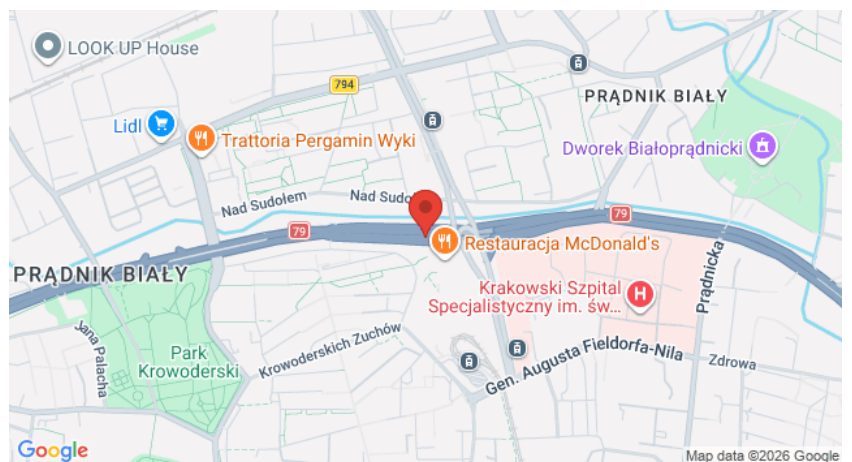 LOOK UP House
794
PRĄDNIK BIAŁY
Lidl
Trattoria Pergamin Wyki
Dworek Białoprądnicki
Nad Sudołem
Nad Sudołem
79
79
Restauracja McDonald's
PRĄDNIK BIAŁY
Krakowski Szpital
Specjalistyczny im. św...
H
Prądnicka
Jana Palacha
Park
Krowoderski
Krowoderskich Zuchów
Gen. Augusta Fieldorfa-Nila
Zdrowa
Google
Map data ©2026 Google